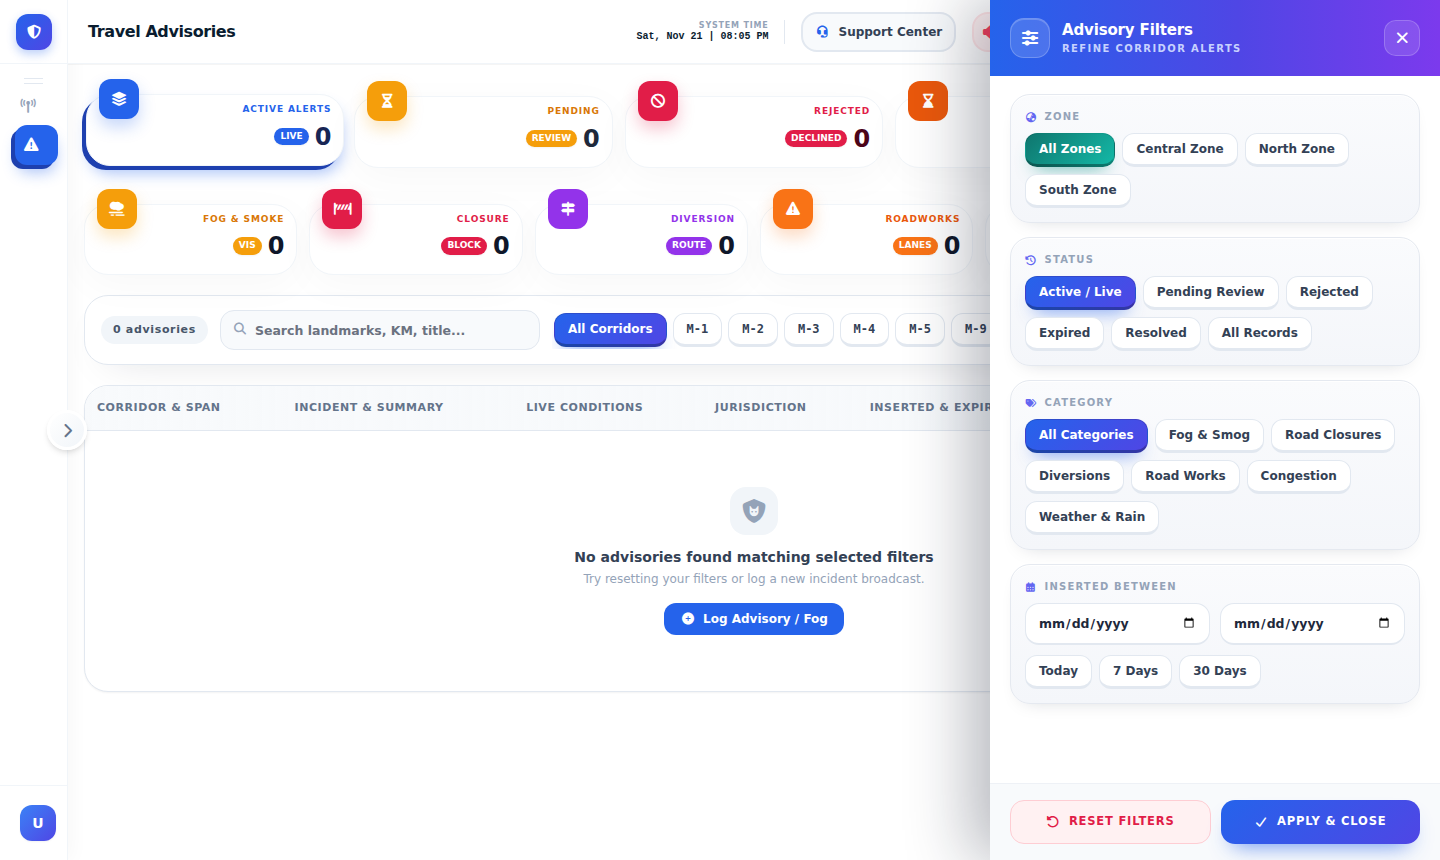 Travel Advisories
SYSTEM TIME
Sat, Nov 21 | 08:05 PM
Support Center
ACTIVE ALERTS
LIVE 0
PENDING
REVIEW 0
REJECTED
DECLINED 0
FOG & SMOKE
VIS 0
CLOSURE
BLOCK 0
DIVERSION
ROUTE 0
ROADWORKS
LANES 0
0 advisories
Search landmarks, KM, title...
All Corridors M-1 M-2 M-3 M-4 M-5 M-9
CORRIDOR & SPAN INCIDENT & SUMMARY LIVE CONDITIONS JURISDICTION INSERTED & EXPIR
No advisories found matching selected filters
Try resetting your filters or log a new incident broadcast.
Log Advisory / Fog
U
Advisory Filters
REFINE CORRIDOR ALERTS
ZONE
All Zones Central Zone North Zone
South Zone
STATUS
Active / Live Pending Review Rejected
Expired Resolved All Records
CATEGORY
All Categories Fog & Smog Road Closures
Diversions Road Works Congestion
Weather & Rain
INSERTED BETWEEN
mm/dd/yyyy mm/dd/yyyy
Today 7 Days 30 Days
RESET FILTERS APPLY & CLOSE